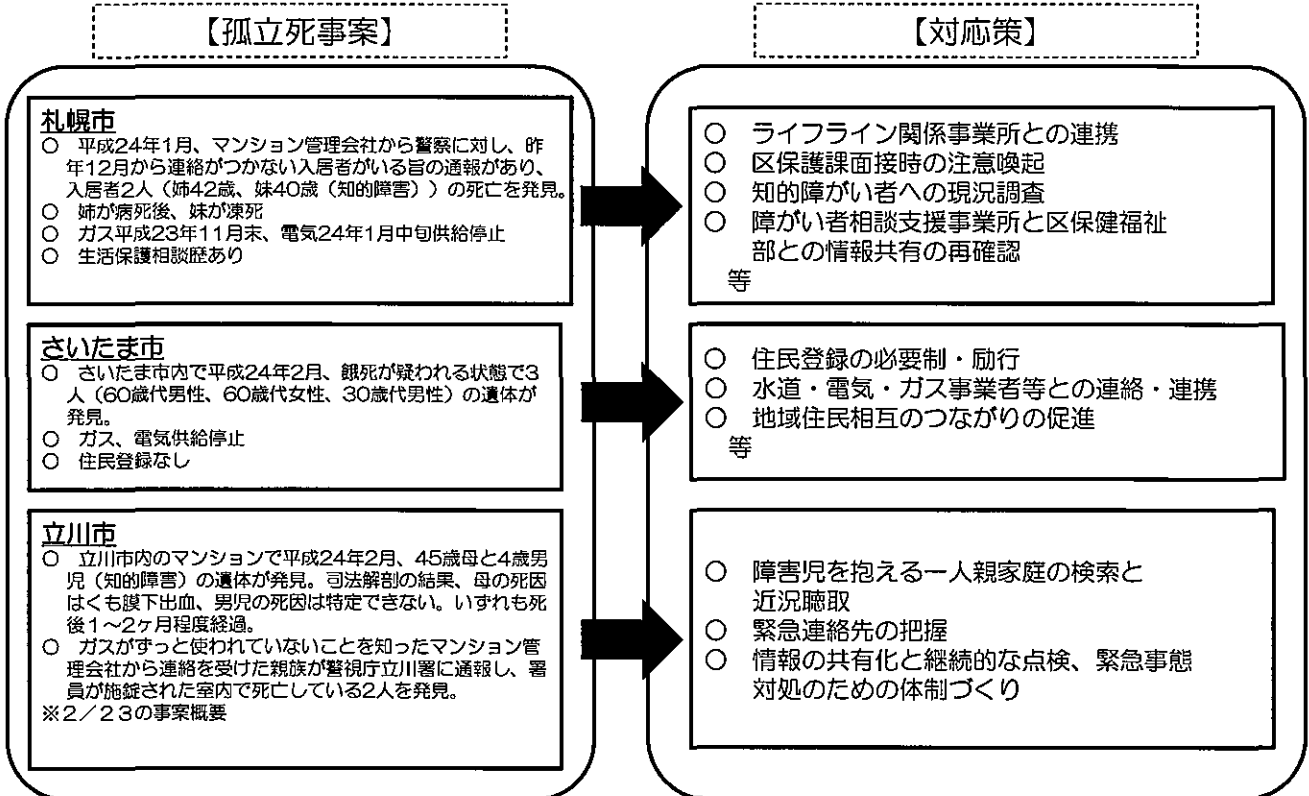 【孤立死事案】
【対応策】
札幌市
○ 平成24年1月、マンション管理会社から警察に対し、昨
年12月から連絡がつかない入居者がいる旨の通報があり、
入居者2人（姉42歳、妹40歳（知的障害））の死亡を発見。
○ 姉が病死後、妹が凍死
○ ガス平成23年11月末、電気24年1月中旬供給停止
○ 生活保護相談歴あり
○ ライフライン関係事業所との連携
○ 区保護課面接時の注意喚起
○ 知的障がい者への現況調査
○ 障がい者相談支援事業所と区保健福祉
部との情報共有の再確認
等
さいたま市
○ さいたま市内で平成24年2月、餓死が疑われる状態で3
人（60歳代男性、60歳代女性、30歳代男性）の遺体が
発見。
○ ガス、電気供給停止
○ 住民登録なし
○ 住民登録の必要制・励行
○ 水道・電気・ガス事業者等との連絡・連携
○ 地域住民相互のつながりの促進
等
立川市
○ 立川市内のマンションで平成24年2月、45歳母と4歳男
児（知的障害）の遺体が発見。司法解剖の結果、母の死因
はくも膜下出血、男児の死因は特定できない。いずれも死
後1～2ヶ月程度経過。
○ ガスがずっと使われていないことを知ったマンション管
理会社から連絡を受けた親族が警視庁立川署に通報し、署
員が施錠された室内で死亡している2人を発見。
※2／23の事案概要
○ 障害児を抱える一人親家庭の検索と
近況聴取
○ 緊急連絡先の把握
○ 情報の共有化と継続的な点検、緊急事態
対処のための体制づくり